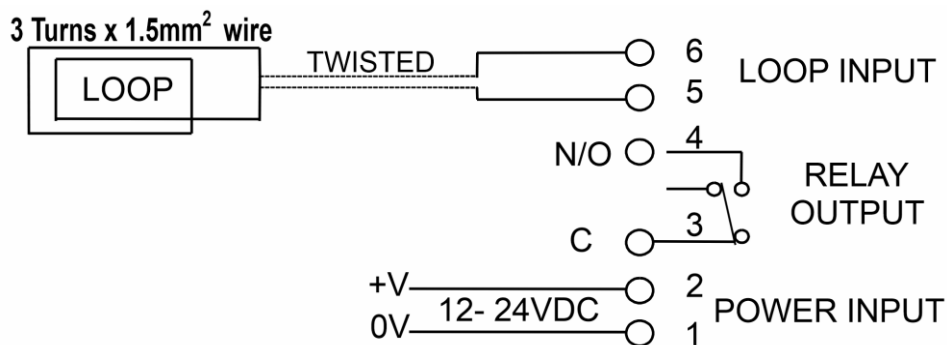 3 Turns x 1.5mm² wire
LOOP
TWISTED
6
5
LOOP INPUT
N/O
4
C
3
RELAY
OUTPUT
+V
12- 24VDC
2
0V
1
POWER INPUT